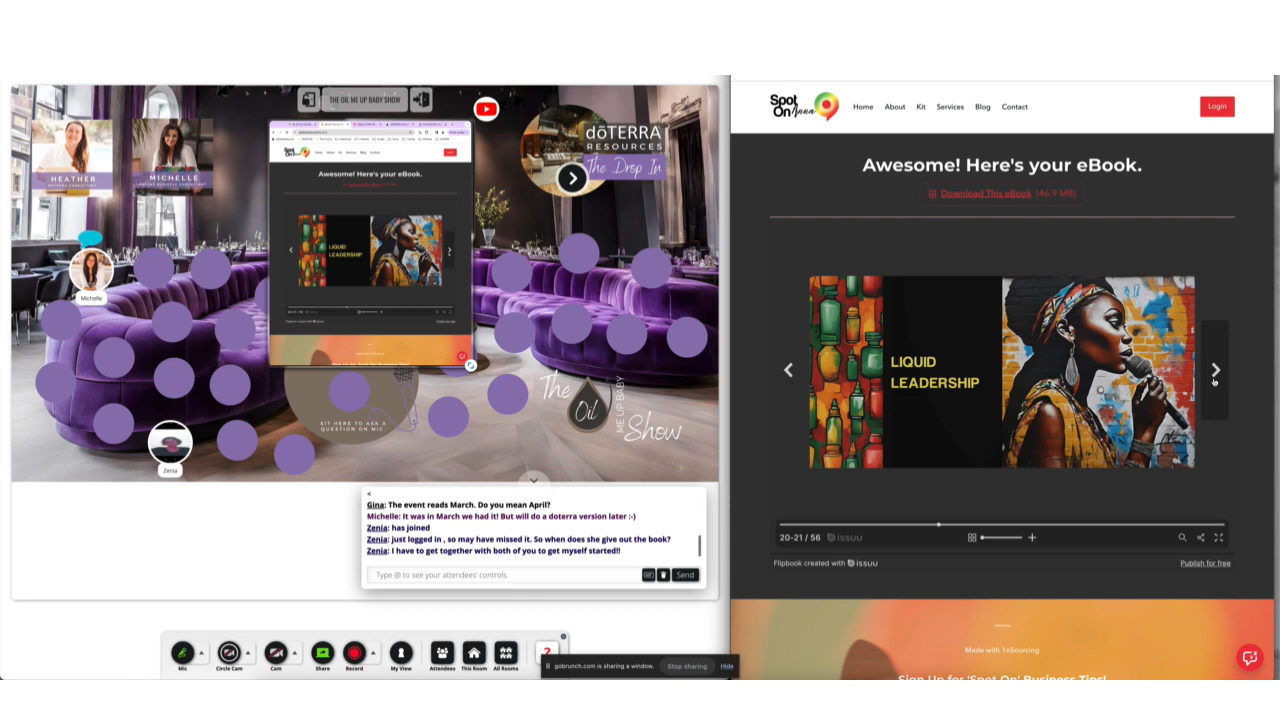 THE OIL ME UP BABY SHOW
HEATHER
MICHELLE
dōTERRA
RESOURCES
The Drop In
Spot On
Awesome! Here's your eBook.
LIQUID
LEADERSHIP
Michelle
Zenia
SIT HERE TO ASK A
QUESTION ON MIC.
The Oil ME UP BABY Show
<
Gina: The event reads March. Do you mean April?
Michelle: It was in March we had it! But will do a doterra version later :-)
Zenia: has joined
Zenia: just logged in , so may have missed it. So when does she give out the book?
Zenia: I have to get together with both of you to get myself started!!
Type @ to see your attendees' controls
Send
Mic
Circle Cam
Cam
Share
Record
My View
Attendees
This Room
All Rooms
?
gobrunch.com is sharing a window.
Stop sharing
Hide
Spot On
Home
About
Kit
Services
Blog
Contact
Login
Awesome! Here's your eBook.
Download This eBook (46.9 MB)
LIQUID
LEADERSHIP
20-21 / 56
issuu
Flipbook created with issuu
Publish for free
Made with 1nSourcing
Sign Up for 'Spot On' Business Tips!